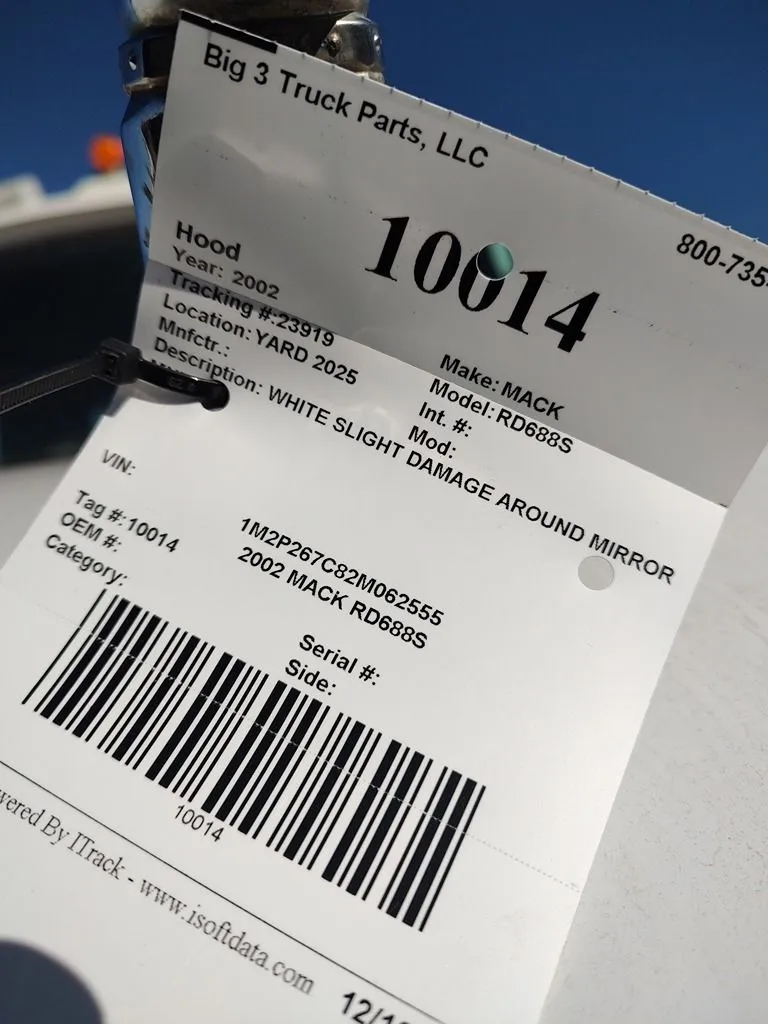 Big 3 Truck Parts, LLC
800-735
10014
Hood
Year: 2002
Tracking #:23919
Location: YARD 2025
Mnfctr.:
Make: MACK
Model: RD688S
Int. #:
Mod:
Description: WHITE SLIGHT DAMAGE AROUND MIRROR
VIN:
1M2P267C82M062555
2002 MACK RD688S
Tag #: 10014
OEM #:
Category:
Serial #:
Side:
10014
wered By ITrack - www.isoftdata.com